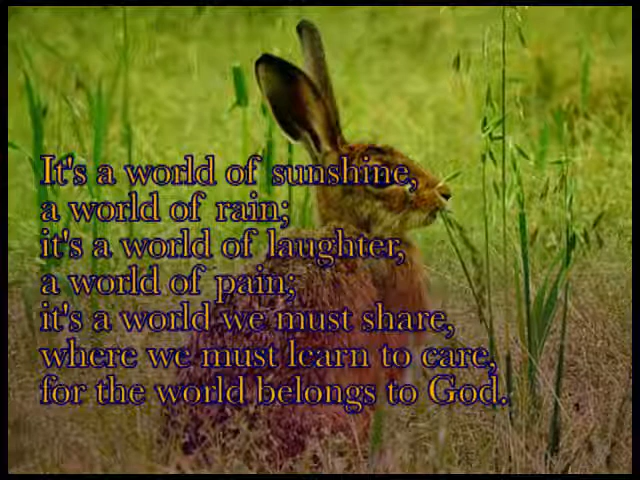 It's a world of sunshine,
a world of rain;
it's a world of laughter,
a world of pain;
it's a world we must share,
where we must learn to care,
for the world belongs to God.